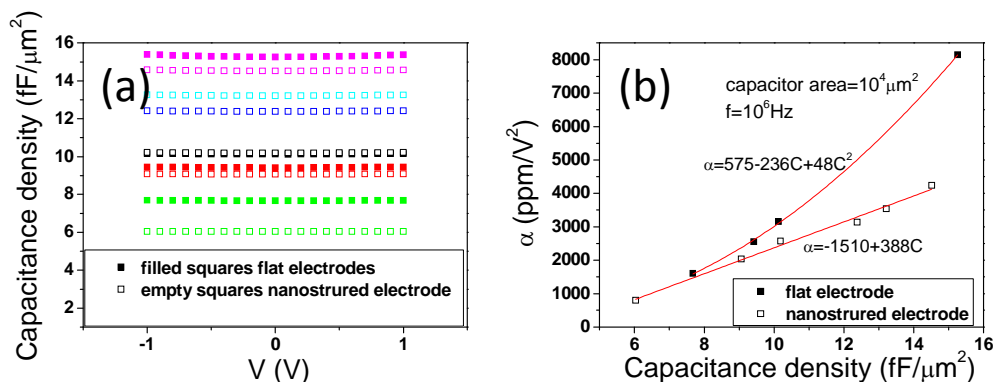 Capacitance density (fF/μm²)
16
14
12
10
8
6
4
2
(a)
■ filled squares flat electrodes
□ empty squares nanostrured electrode
-1
0
1
V (V)
α (ppm/V²)
8000
7000
6000
5000
4000
3000
2000
1000
0
(b)
capacitor area=10⁴μm²
f=10⁶Hz
α=575-236C+48C²
α=-1510+388C
■ flat electrode
□ nanostrured electrode
6
8
10
12
14
16
Capacitance density (fF/μm²)